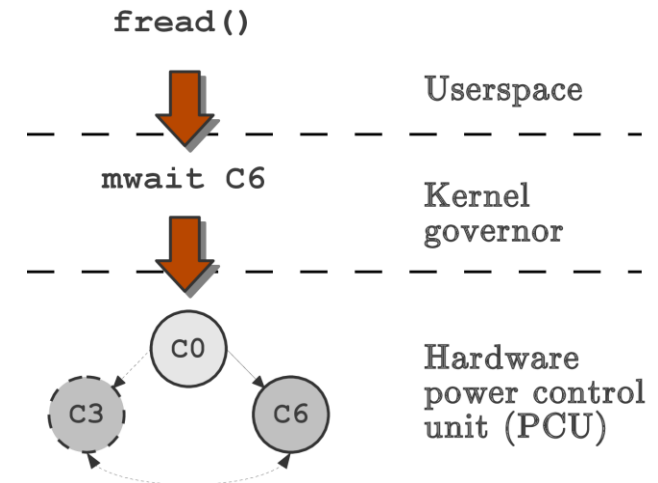 fread()
Userspace
mwait C6
Kernel
governor
C0
C3
C6
Hardware
power control
unit (PCU)